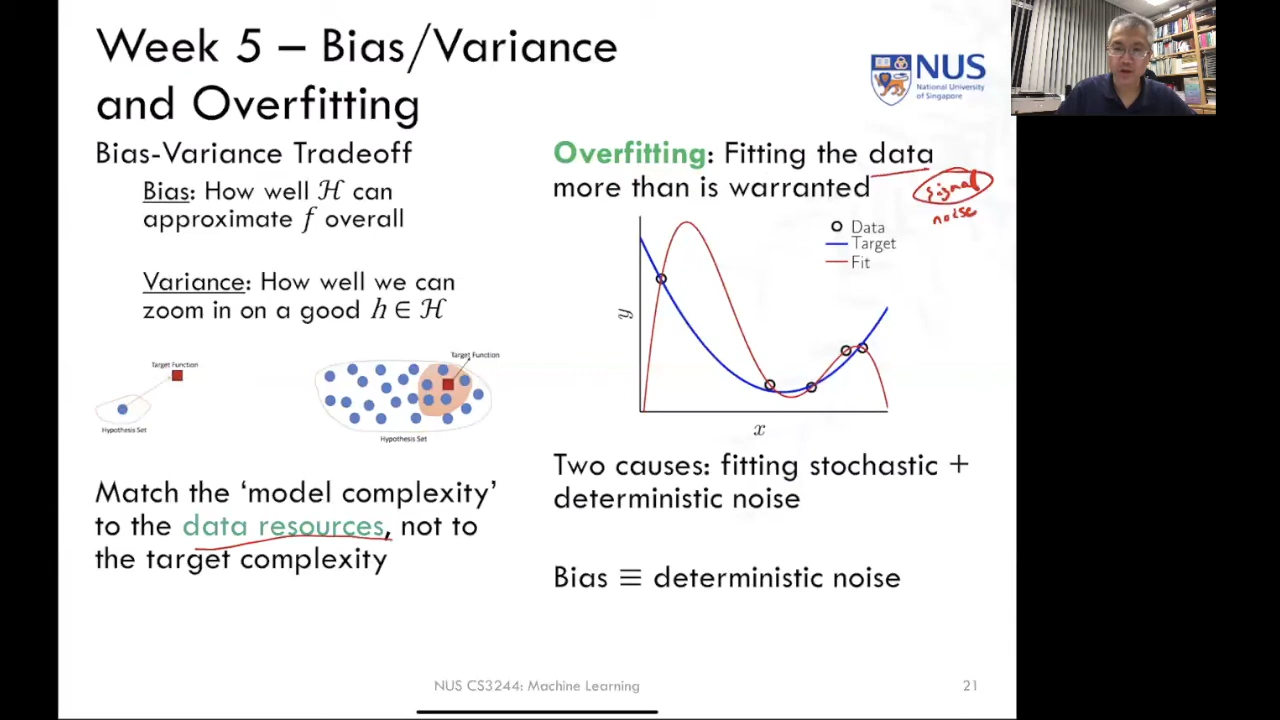 Week 5 – Bias/Variance
and Overfitting
NUS
National University
of Singapore
Bias-Variance Tradeoff
Bias: How well ℋ can
approximate f overall
Variance: How well we can
zoom in on a good h ∈ ℋ
Target Function
Hypothesis Set
Target Function
Hypothesis Set
Match the ‘model complexity’
to the data resources, not to
the target complexity
Overfitting: Fitting the data
more than is warranted
signal
noise
Data
Target
Fit
y
x
Two causes: fitting stochastic +
deterministic noise
Bias ≡ deterministic noise
NUS CS3244: Machine Learning
21